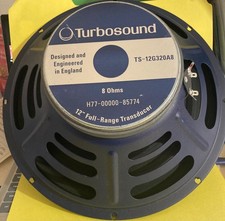 Turbosound
Designed and
Engineered
in England
TS-12G320A8
8 Ohms
H77-00000-85774
12" Full-Range Transducer